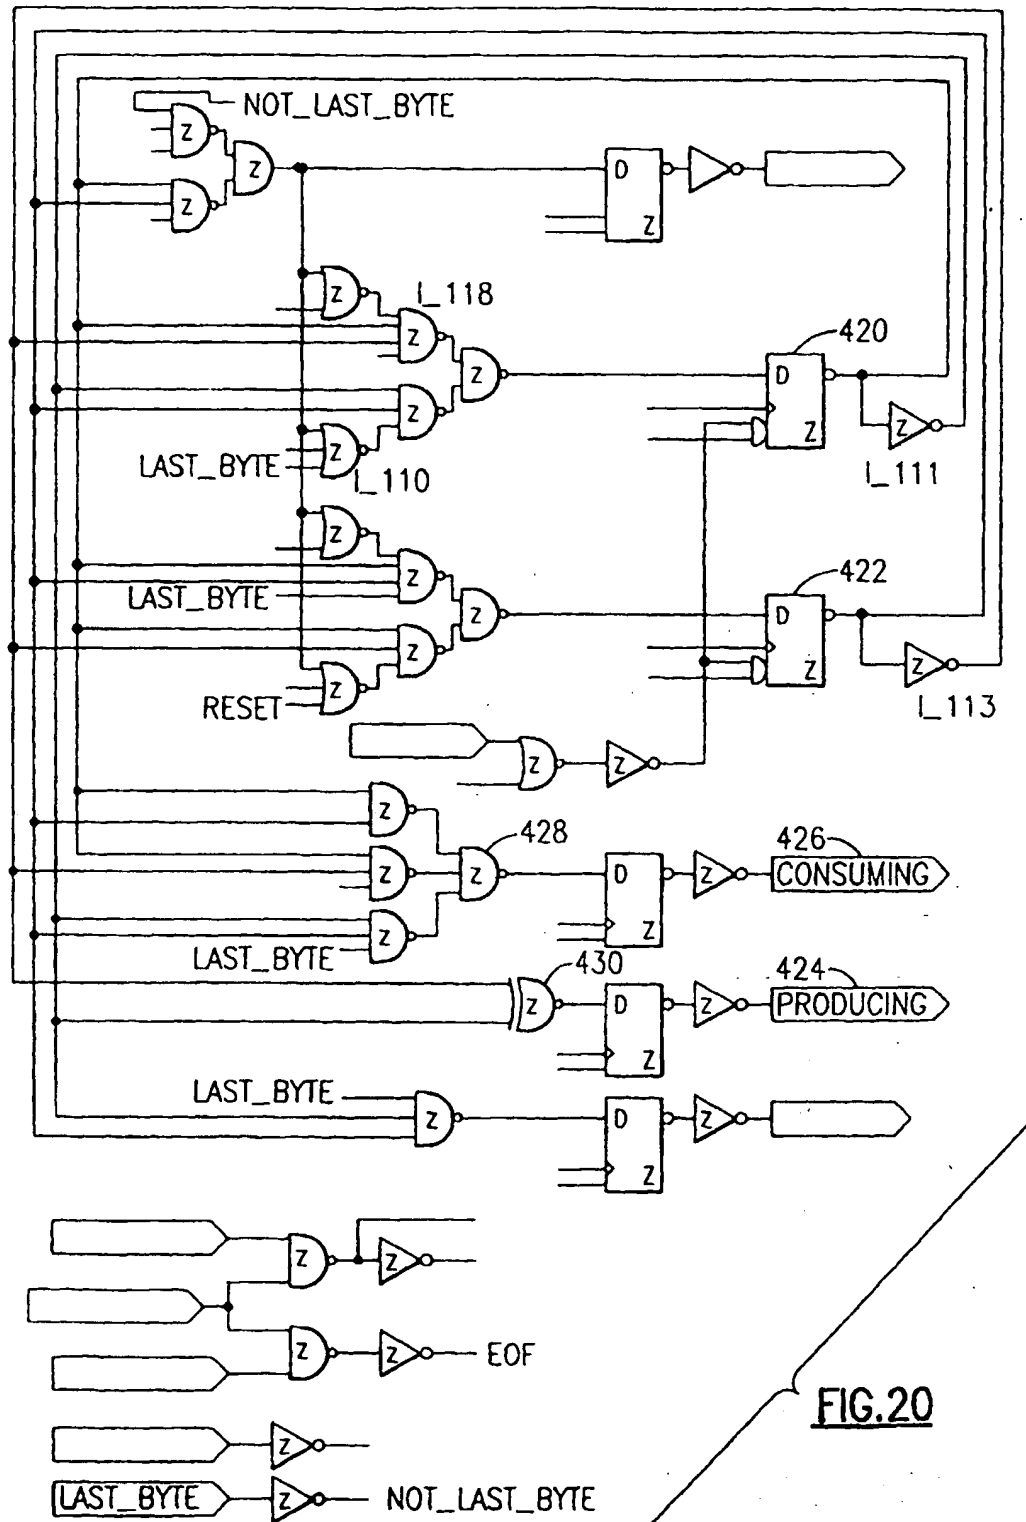 NOT_LAST_BYTE
Z
Z
Z
D
Z
Z
I_118
Z
Z
420
Z
D
Z
Z
Z
LAST_BYTE
I_110
I_111
Z
Z
422
LAST_BYTE
Z
D
Z
Z
Z
RESET
I_113
Z
Z
Z
428
426
Z
Z
D
Z
CONSUMING
Z
Z
LAST_BYTE
430
424
Z
D
Z
PRODUCING
Z
LAST_BYTE
Z
D
Z
Z
Z
Z
Z
Z
EOF
FIG.20
Z
LAST_BYTE
Z
NOT_LAST_BYTE